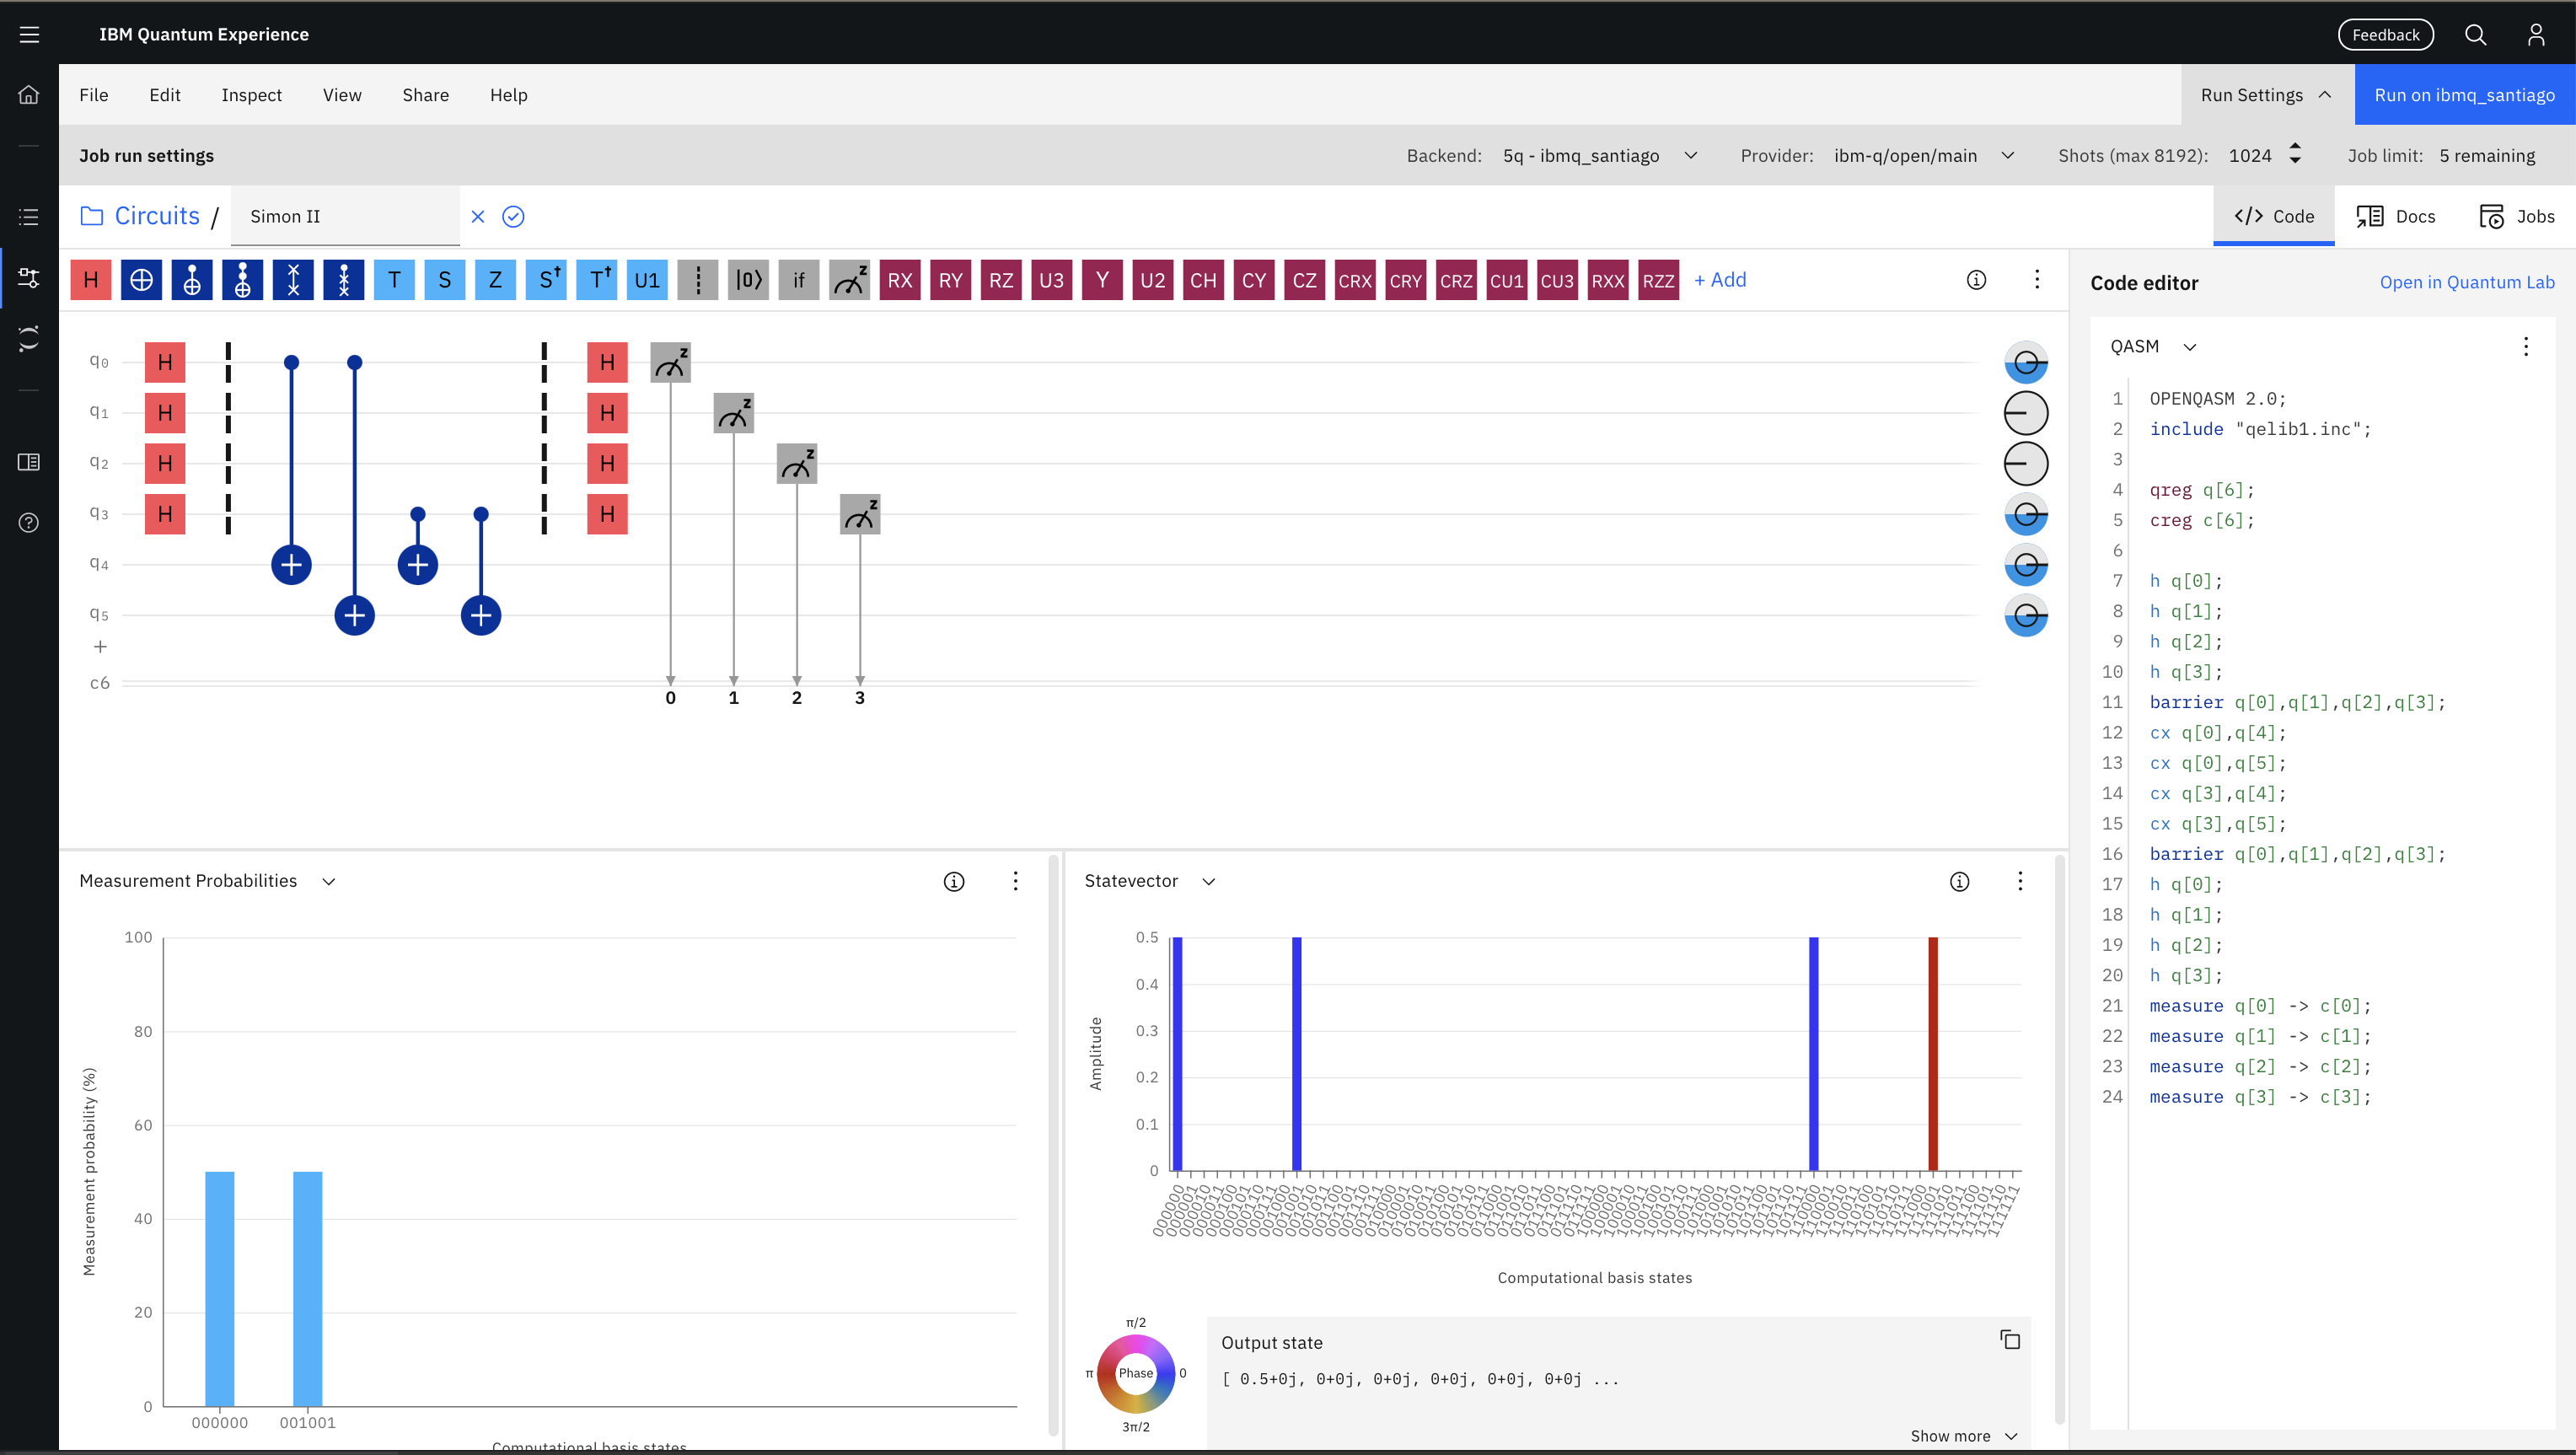 IBM Quantum Experience
Feedback
File Edit Inspect View Share Help
Run Settings
Run on ibmq_santiago
Job run settings
Backend: 5q - ibmq_santiago Provider: ibm-q/open/main Shots (max 8192): 1024 Job limit: 5 remaining
Circuits / Simon II
Code Docs Jobs
H T S Z S† T† U1 |0⟩ if z RX RY RZ U3 Y U2 CH CY CZ CRX CRY CRZ CU1 CU3 RXX RZZ + Add
q0 H H z
q1 H H z
q2 H H z
q3 H H z
q4
q5
+
c6
0 1 2 3
Code editor
Open in Quantum Lab
QASM
1 OPENQASM 2.0;
2 include "qelib1.inc";
3
4 qreg q[6];
5 creg c[6];
6
7 h q[0];
8 h q[1];
9 h q[2];
10 h q[3];
11 barrier q[0],q[1],q[2],q[3];
12 cx q[0],q[4];
13 cx q[0],q[5];
14 cx q[3],q[4];
15 cx q[3],q[5];
16 barrier q[0],q[1],q[2],q[3];
17 h q[0];
18 h q[1];
19 h q[2];
20 h q[3];
21 measure q[0] -> c[0];
22 measure q[1] -> c[1];
23 measure q[2] -> c[2];
24 measure q[3] -> c[3];
Measurement Probabilities
100
80
60
40
20
0
Measurement probability (%)
000000 001001
Computational basis states
Statevector
0.5
0.4
0.3
0.2
0.1
0
Amplitude
Computational basis states
π/2
π Phase 0
3π/2
Output state
[ 0.5+0j, 0+0j, 0+0j, 0+0j, 0+0j, 0+0j ...
Show more